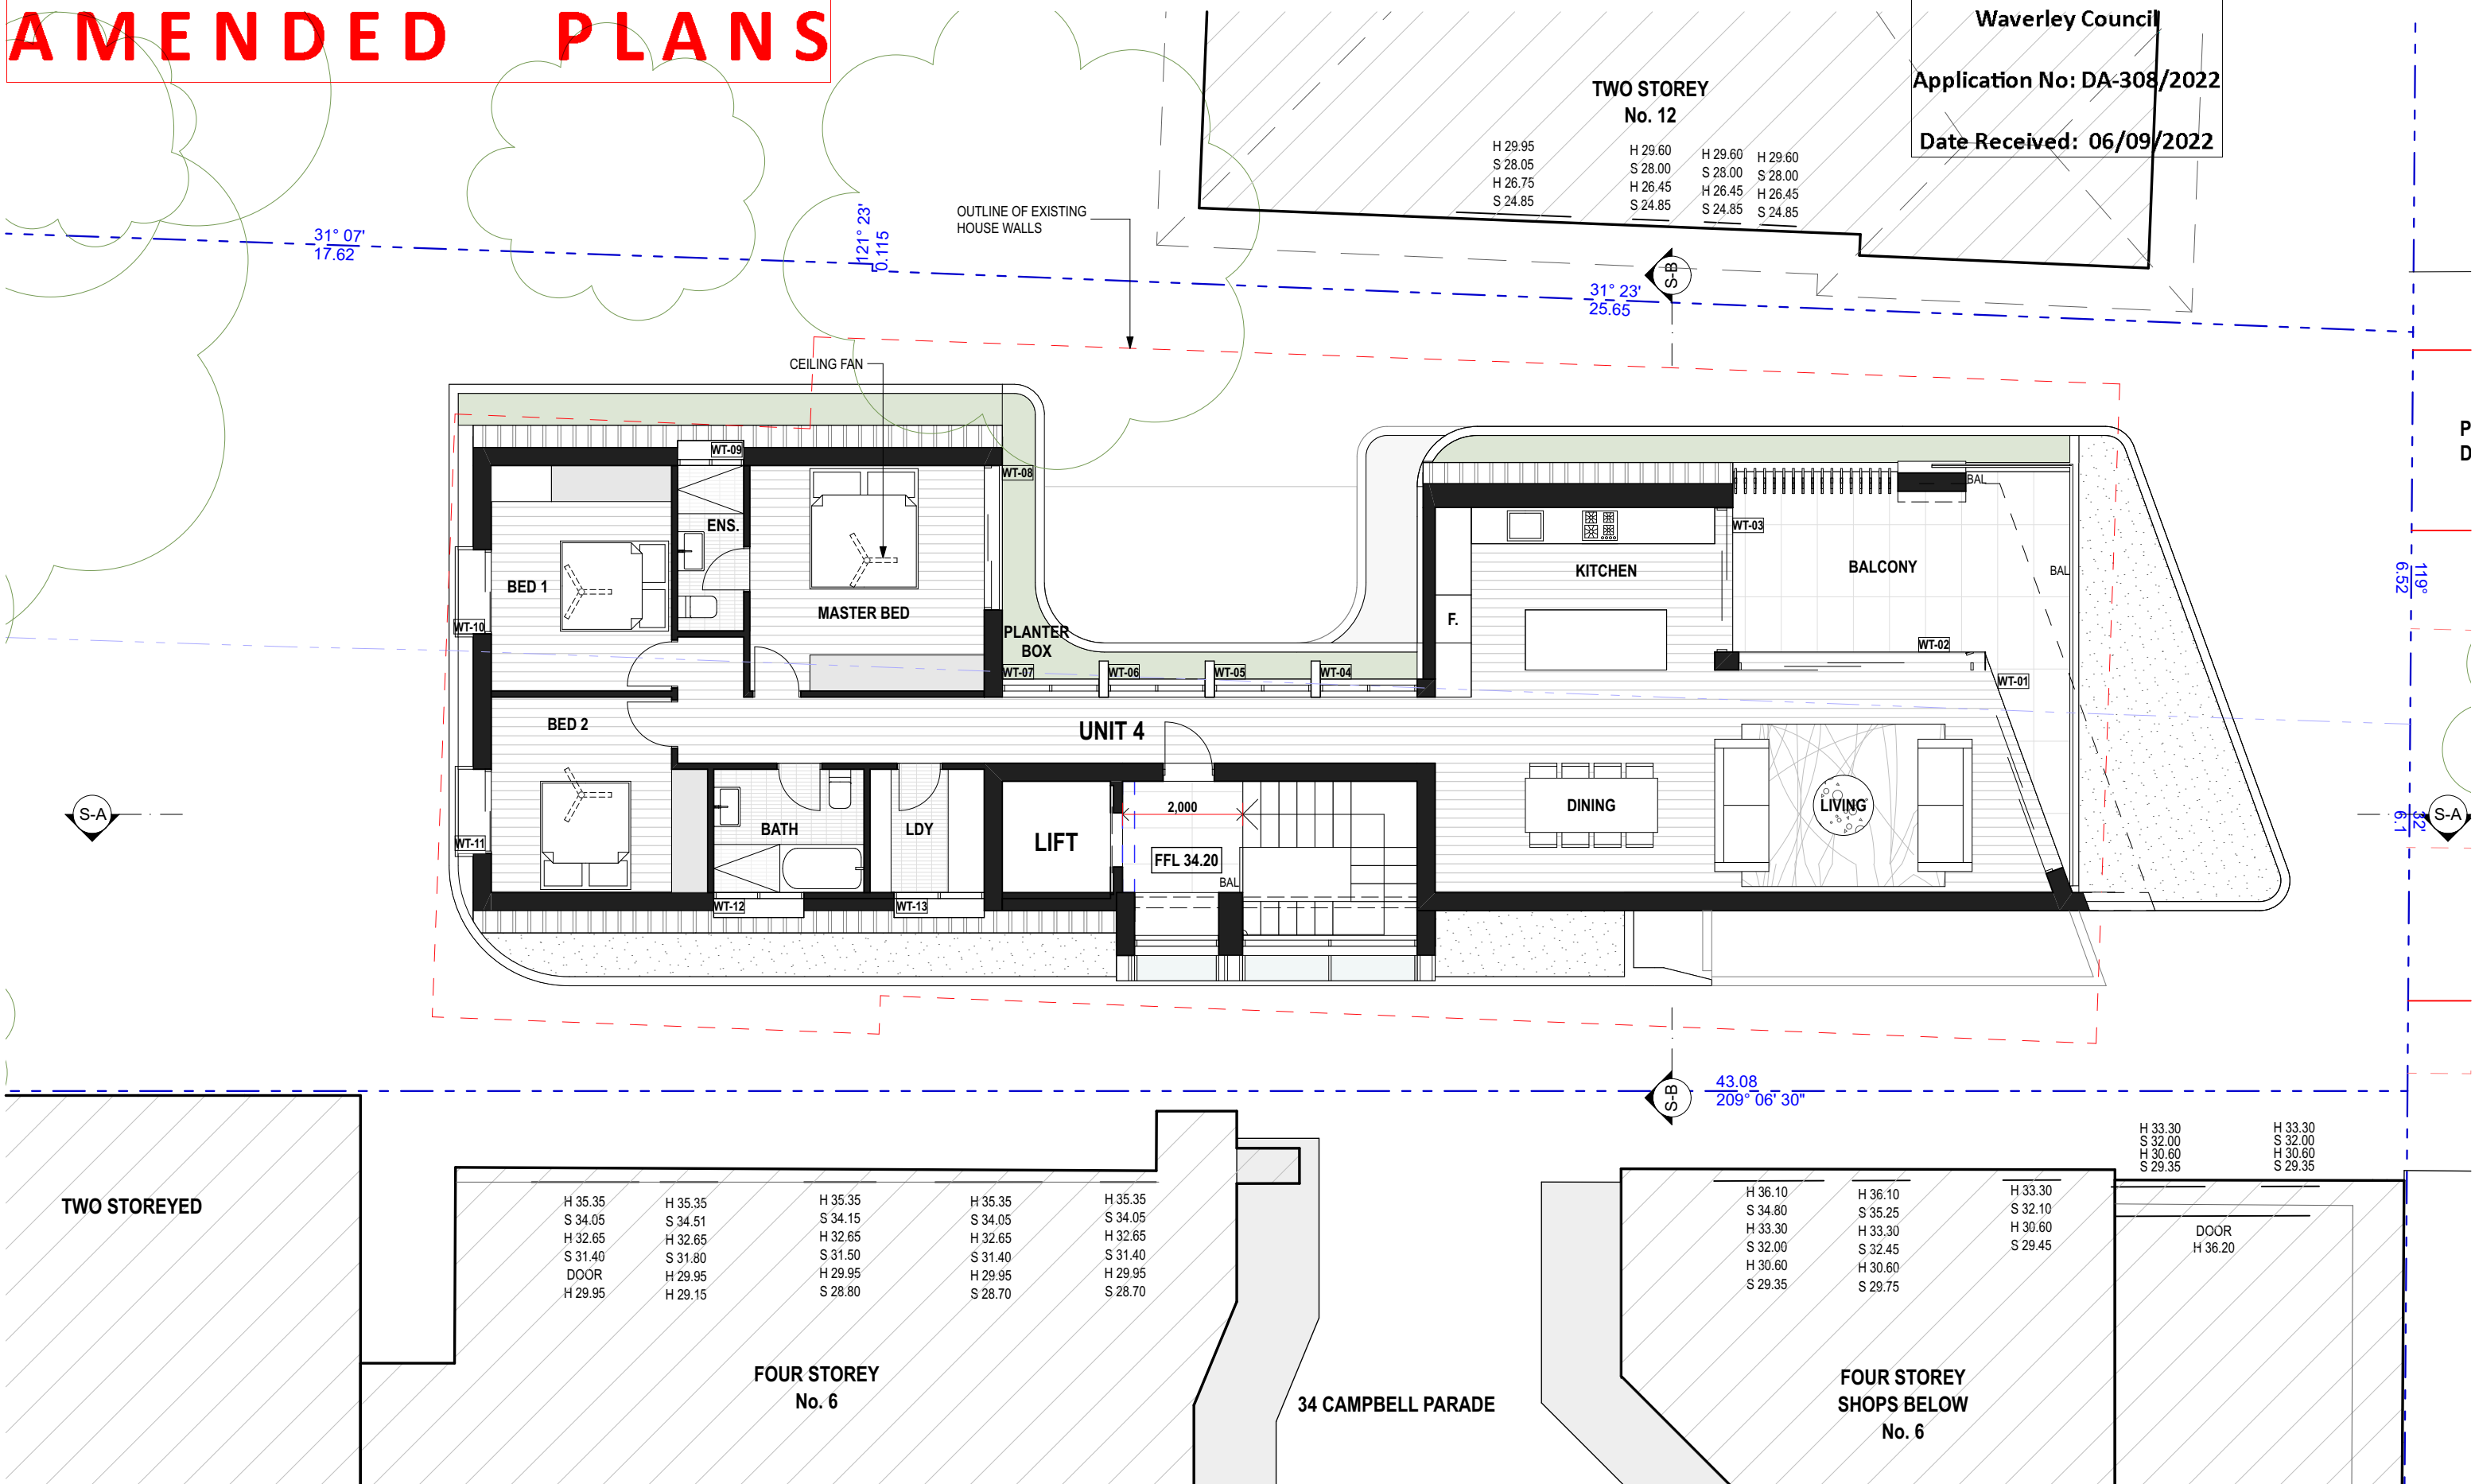 AMENDED PLANS
Waverley Council
Application No: DA-308/2022
Date Received: 06/09/2022
TWO STOREY
No. 12
H 29.95
S 28.05
H 26.75
S 24.85
H 29.60
S 28.00
H 26.45
S 24.85
H 29.60
S 28.00
H 26.45
S 24.85
H 29.60
S 28.00
H 26.45
S 24.85
OUTLINE OF EXISTING
HOUSE WALLS
31° 07'
17.62
121° 23'
0.115
S-B
31° 23'
25.65
CEILING FAN
P
D
WT-09
WT-08
ENS.
BED 1
MASTER BED
WT-10
PLANTER
BOX
WT-07
WT-06
WT-05
WT-04
BAL
WT-03
KITCHEN
BALCONY
BAL
F.
WT-02
WT-01
119°
6.52
32'
6.1
BED 2
UNIT 4
S-A
WT-11
BATH
LDY
LIFT
2,000
FFL 34.20
BAL
DINING
LIVING
S-A
WT-12
WT-13
S-B
43.08
209° 06' 30"
TWO STOREYED
H 35.35
S 34.05
H 32.65
S 31.40
DOOR
H 29.95
H 35.35
S 34.51
H 32.65
S 31.80
H 29.95
H 29.15
H 35.35
S 34.15
H 32.65
S 31.50
H 29.95
S 28.80
H 35.35
S 34.05
H 32.65
S 31.40
H 29.95
S 28.70
H 35.35
S 34.05
H 32.65
S 31.40
H 29.95
S 28.70
H 36.10
S 34.80
H 33.30
S 32.00
H 30.60
S 29.35
H 36.10
S 35.25
H 33.30
S 32.45
H 30.60
S 29.75
H 33.30
S 32.10
H 30.60
S 29.45
H 33.30
S 32.00
H 30.60
S 29.35
H 33.30
S 32.00
H 30.60
S 29.35
DOOR
H 36.20
FOUR STOREY
No. 6
34 CAMPBELL PARADE
FOUR STOREY
SHOPS BELOW
No. 6